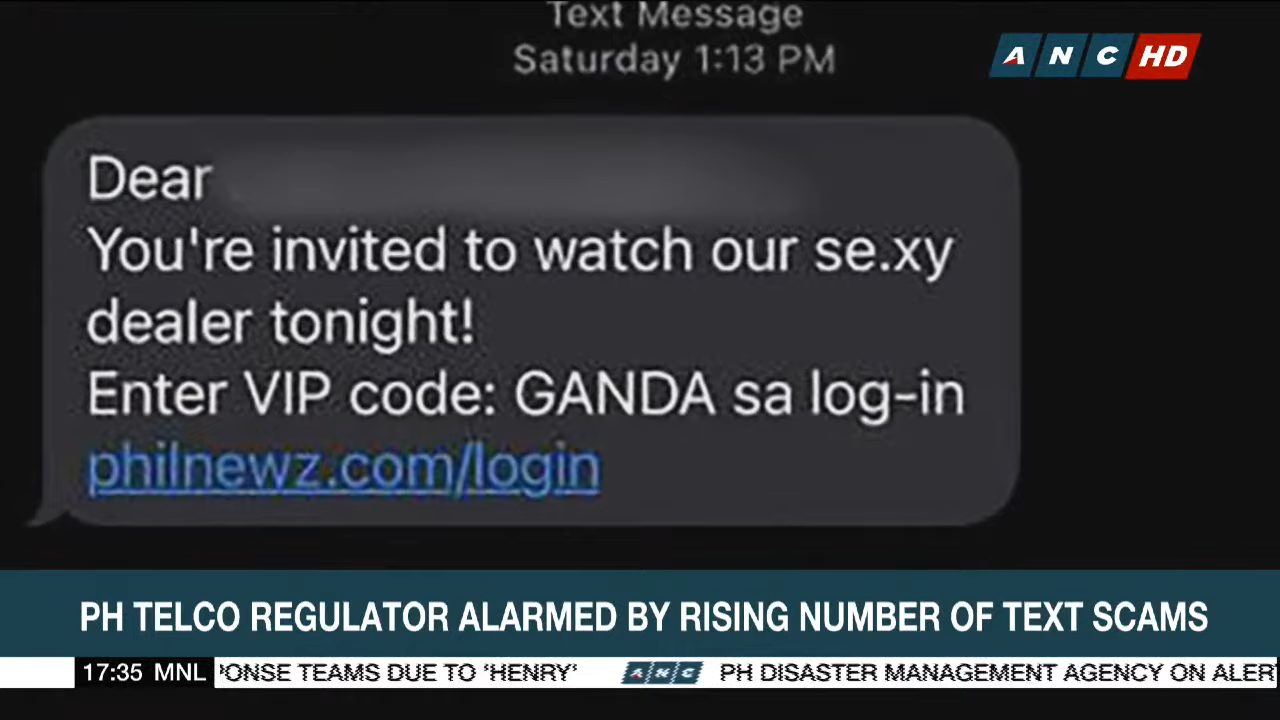 Text Message
Saturday 1:13 PM
ANC HD
Dear
You're invited to watch our se.xy
dealer tonight!
Enter VIP code: GANDA sa log-in
philnewz.com/login
PH TELCO REGULATOR ALARMED BY RISING NUMBER OF TEXT SCAMS
17:35 MNL TEAMS DUE TO 'HENRY' ANC PH DISASTER MANAGEMENT AGENCY ON